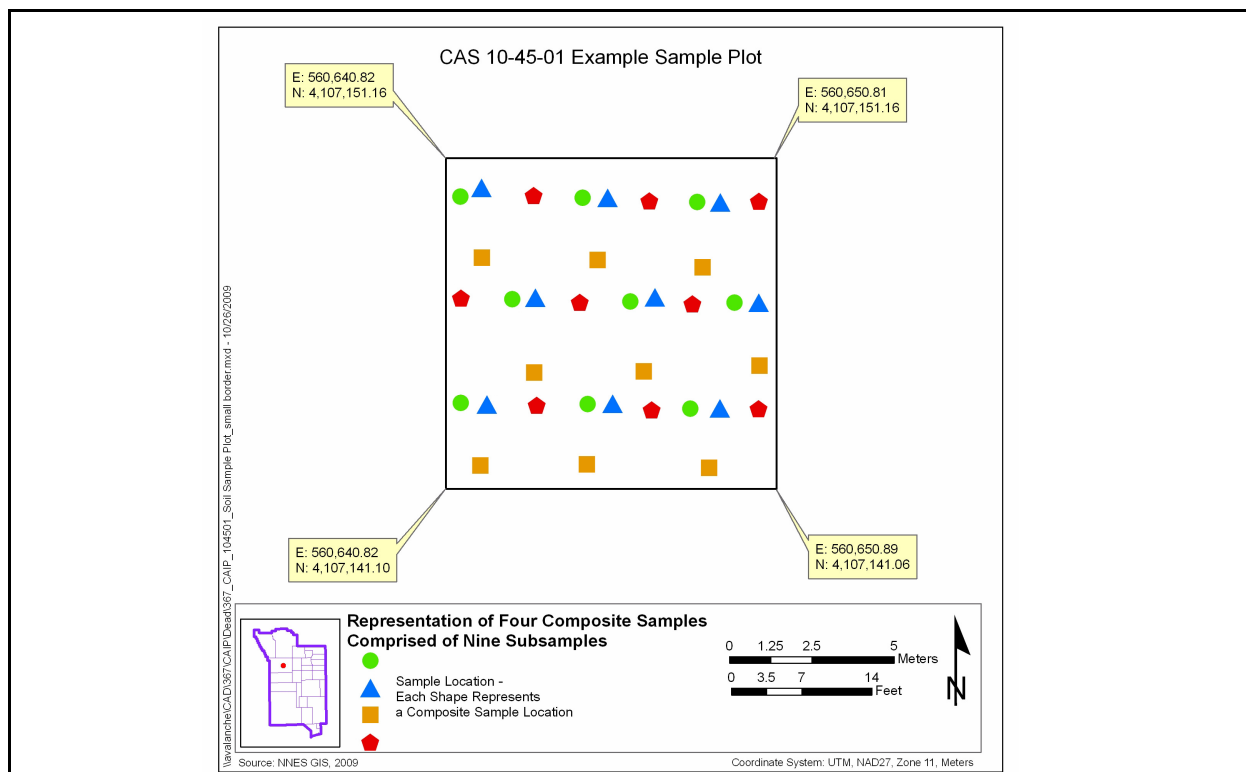 CAS 10-45-01 Example Sample Plot
E: 560,640.82
N: 4,107,151.16
E: 560,650.81
N: 4,107,151.16
E: 560,640.82
N: 4,107,141.10
E: 560,650.89
N: 4,107,141.06
\\avalanche\CAD\367\CAIP\Dead\367_CAIP_104501_Soil Sample Plot_small border.mxd - 10/26/2009
Representation of Four Composite Samples
Comprised of Nine Subsamples
Sample Location -
Each Shape Represents
a Composite Sample Location
0 1.25 2.5 5
Meters
0 3.5 7 14
Feet
N
Source: NNES GIS, 2009
Coordinate System: UTM, NAD27, Zone 11, Meters